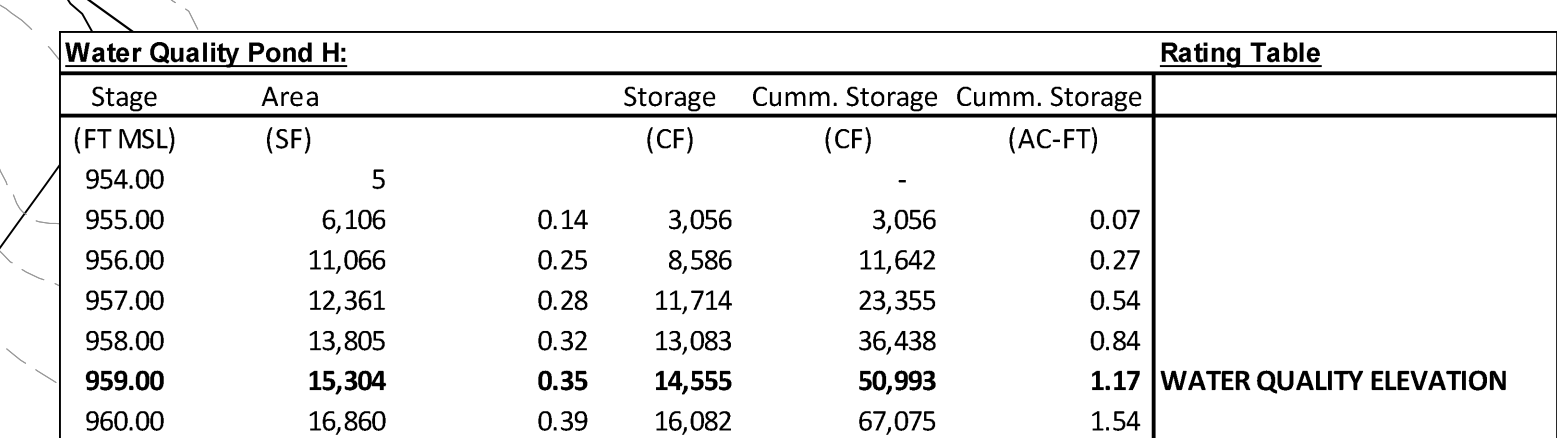 Water Quality Pond H: Rating Table
Stage Area Storage Cumm. Storage Cumm. Storage
(FT MSL) (SF) (CF) (CF) (AC-FT)
954.00 5 -
955.00 6,106 0.14 3,056 3,056 0.07
956.00 11,066 0.25 8,586 11,642 0.27
957.00 12,361 0.28 11,714 23,355 0.54
958.00 13,805 0.32 13,083 36,438 0.84
959.00 15,304 0.35 14,555 50,993 1.17 WATER QUALITY ELEVATION
960.00 16,860 0.39 16,082 67,075 1.54